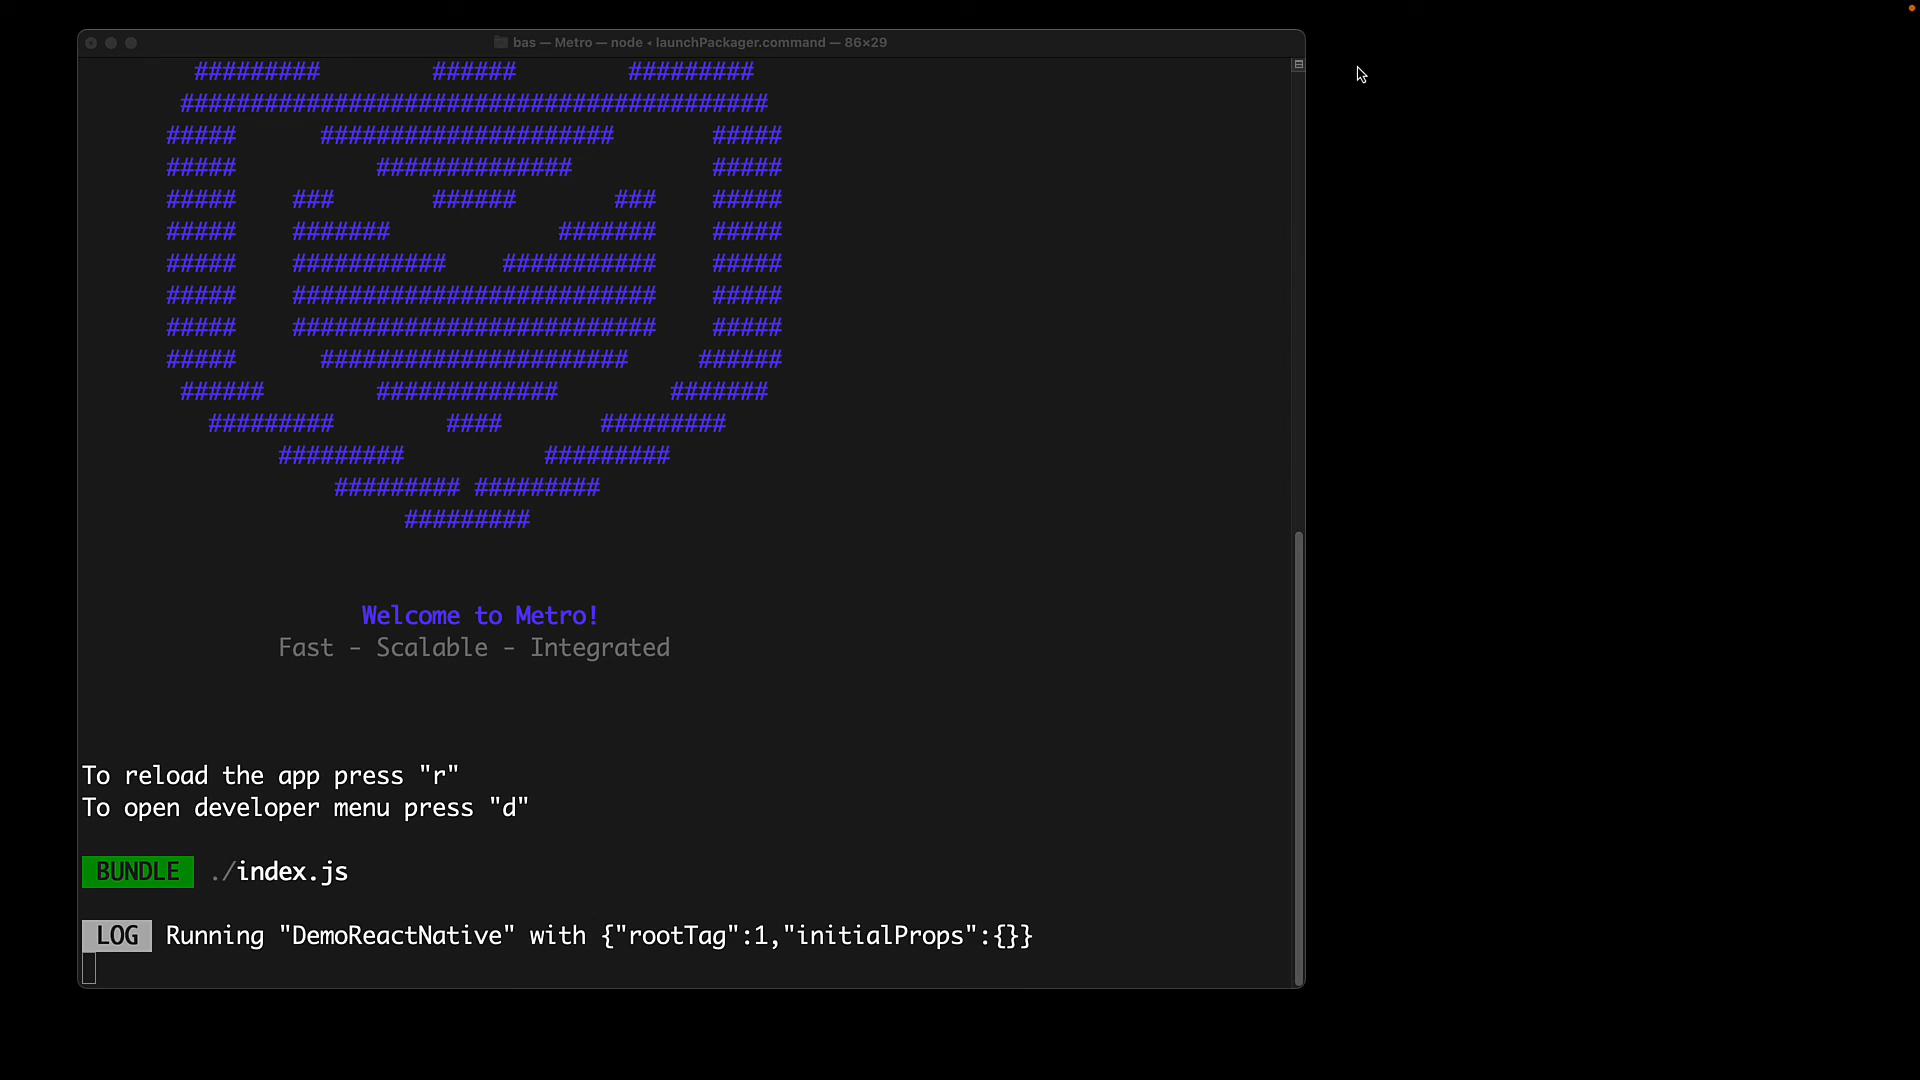 bas — Metro — node ◂ launchPackager.command — 86×29
#########        ######        #########
##########################################
#####      #####################       #####
#####          ##############          #####
#####    ###       ######       ###    #####
#####    #######            #######    #####
#####    ###########    ###########    #####
#####    ##########################    #####
#####    ##########################    #####
#####      ######################     ######
######        #############        #######
#########        ####       #########
#########          #########
######### #########
#########
Welcome to Metro!
Fast - Scalable - Integrated
To reload the app press "r"
To open developer menu press "d"
BUNDLE ./index.js
LOG Running "DemoReactNative" with {"rootTag":1,"initialProps":{}}